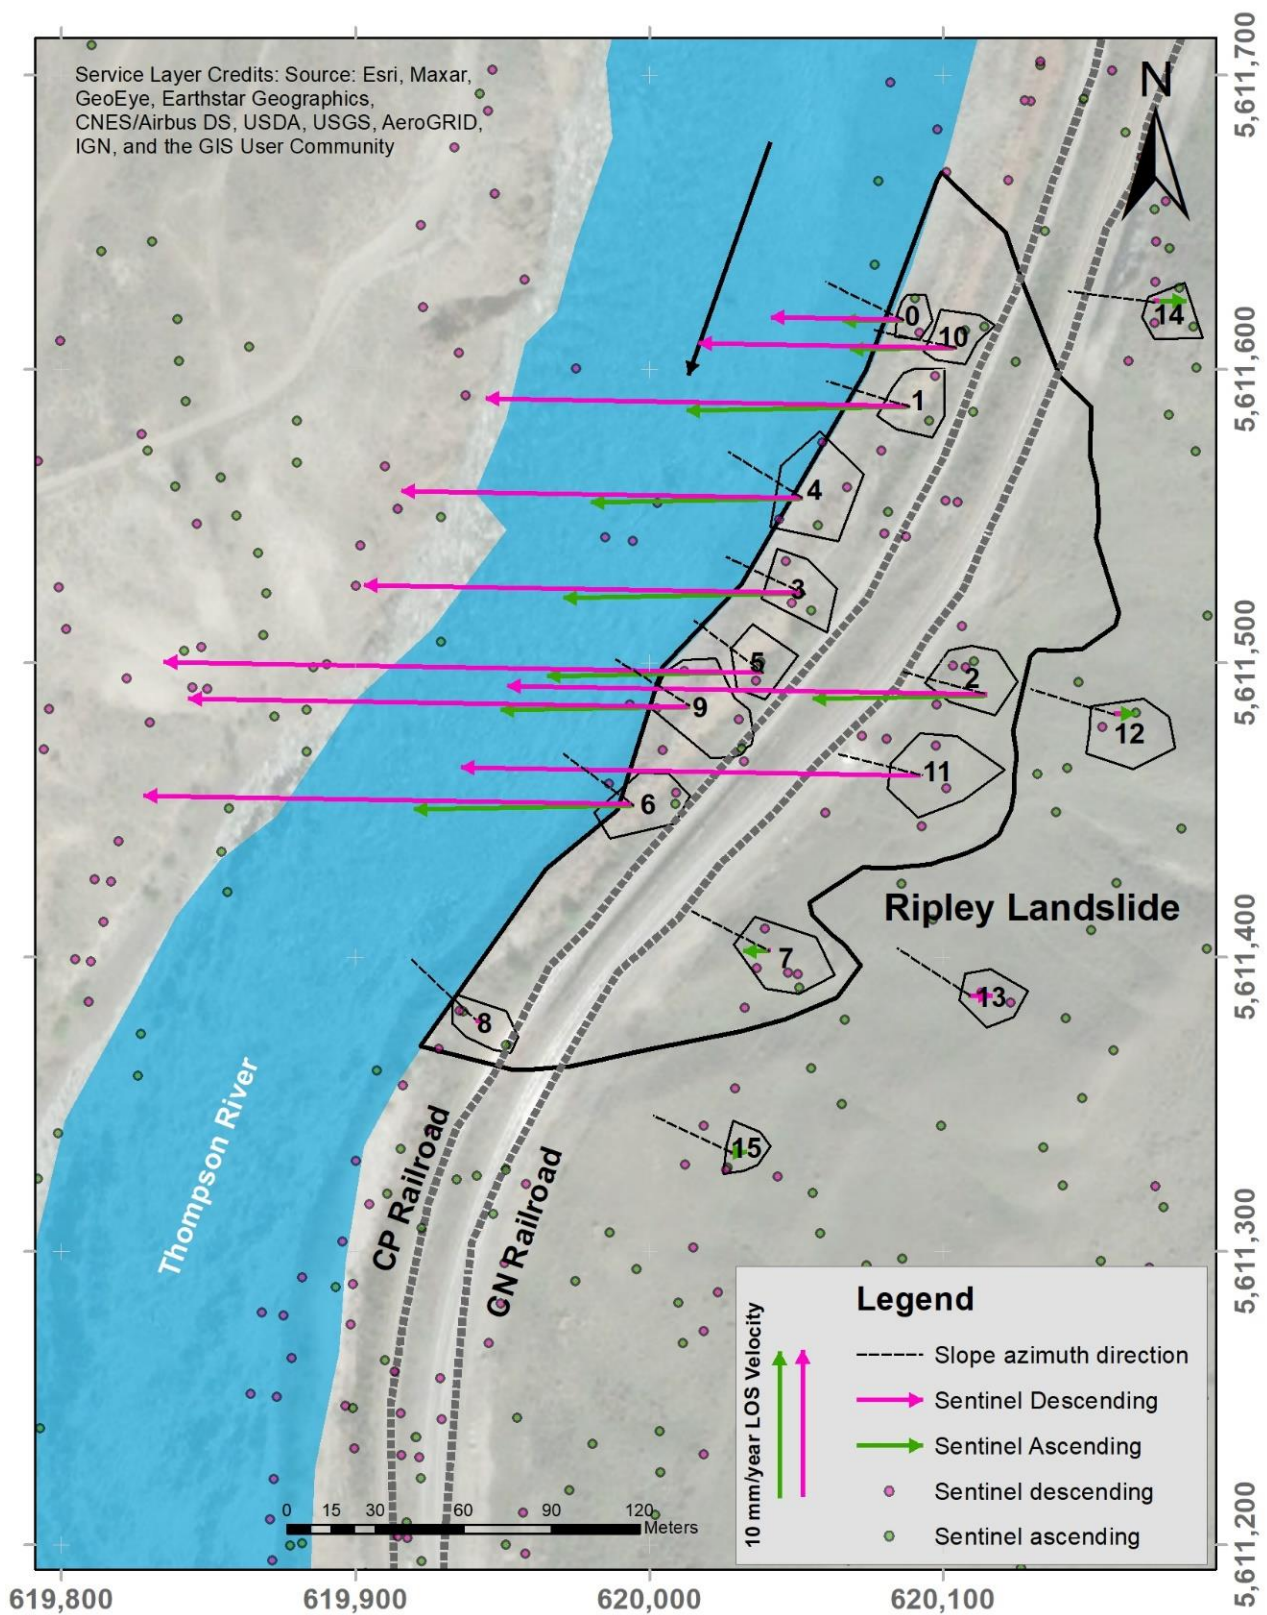 Service Layer Credits: Source: Esri, Maxar,
GeoEye, Earthstar Geographics,
CNES/Airbus DS, USDA, USGS, AeroGRID,
IGN, and the GIS User Community
N
5,611,700
0
14
10
5,611,600
1
4
3
5
2
5,611,500
9
12
11
6
Ripley Landslide
7
5,611,400
13
8
15
Thompson River
CP Railroad
CN Railroad
5,611,300
Legend
10 mm/year LOS Velocity
Slope azimuth direction
Sentinel Descending
Sentinel Ascending
Sentinel descending
Sentinel ascending
0 15 30 60 90 120
Meters
5,611,200
619,800 619,900 620,000 620,100